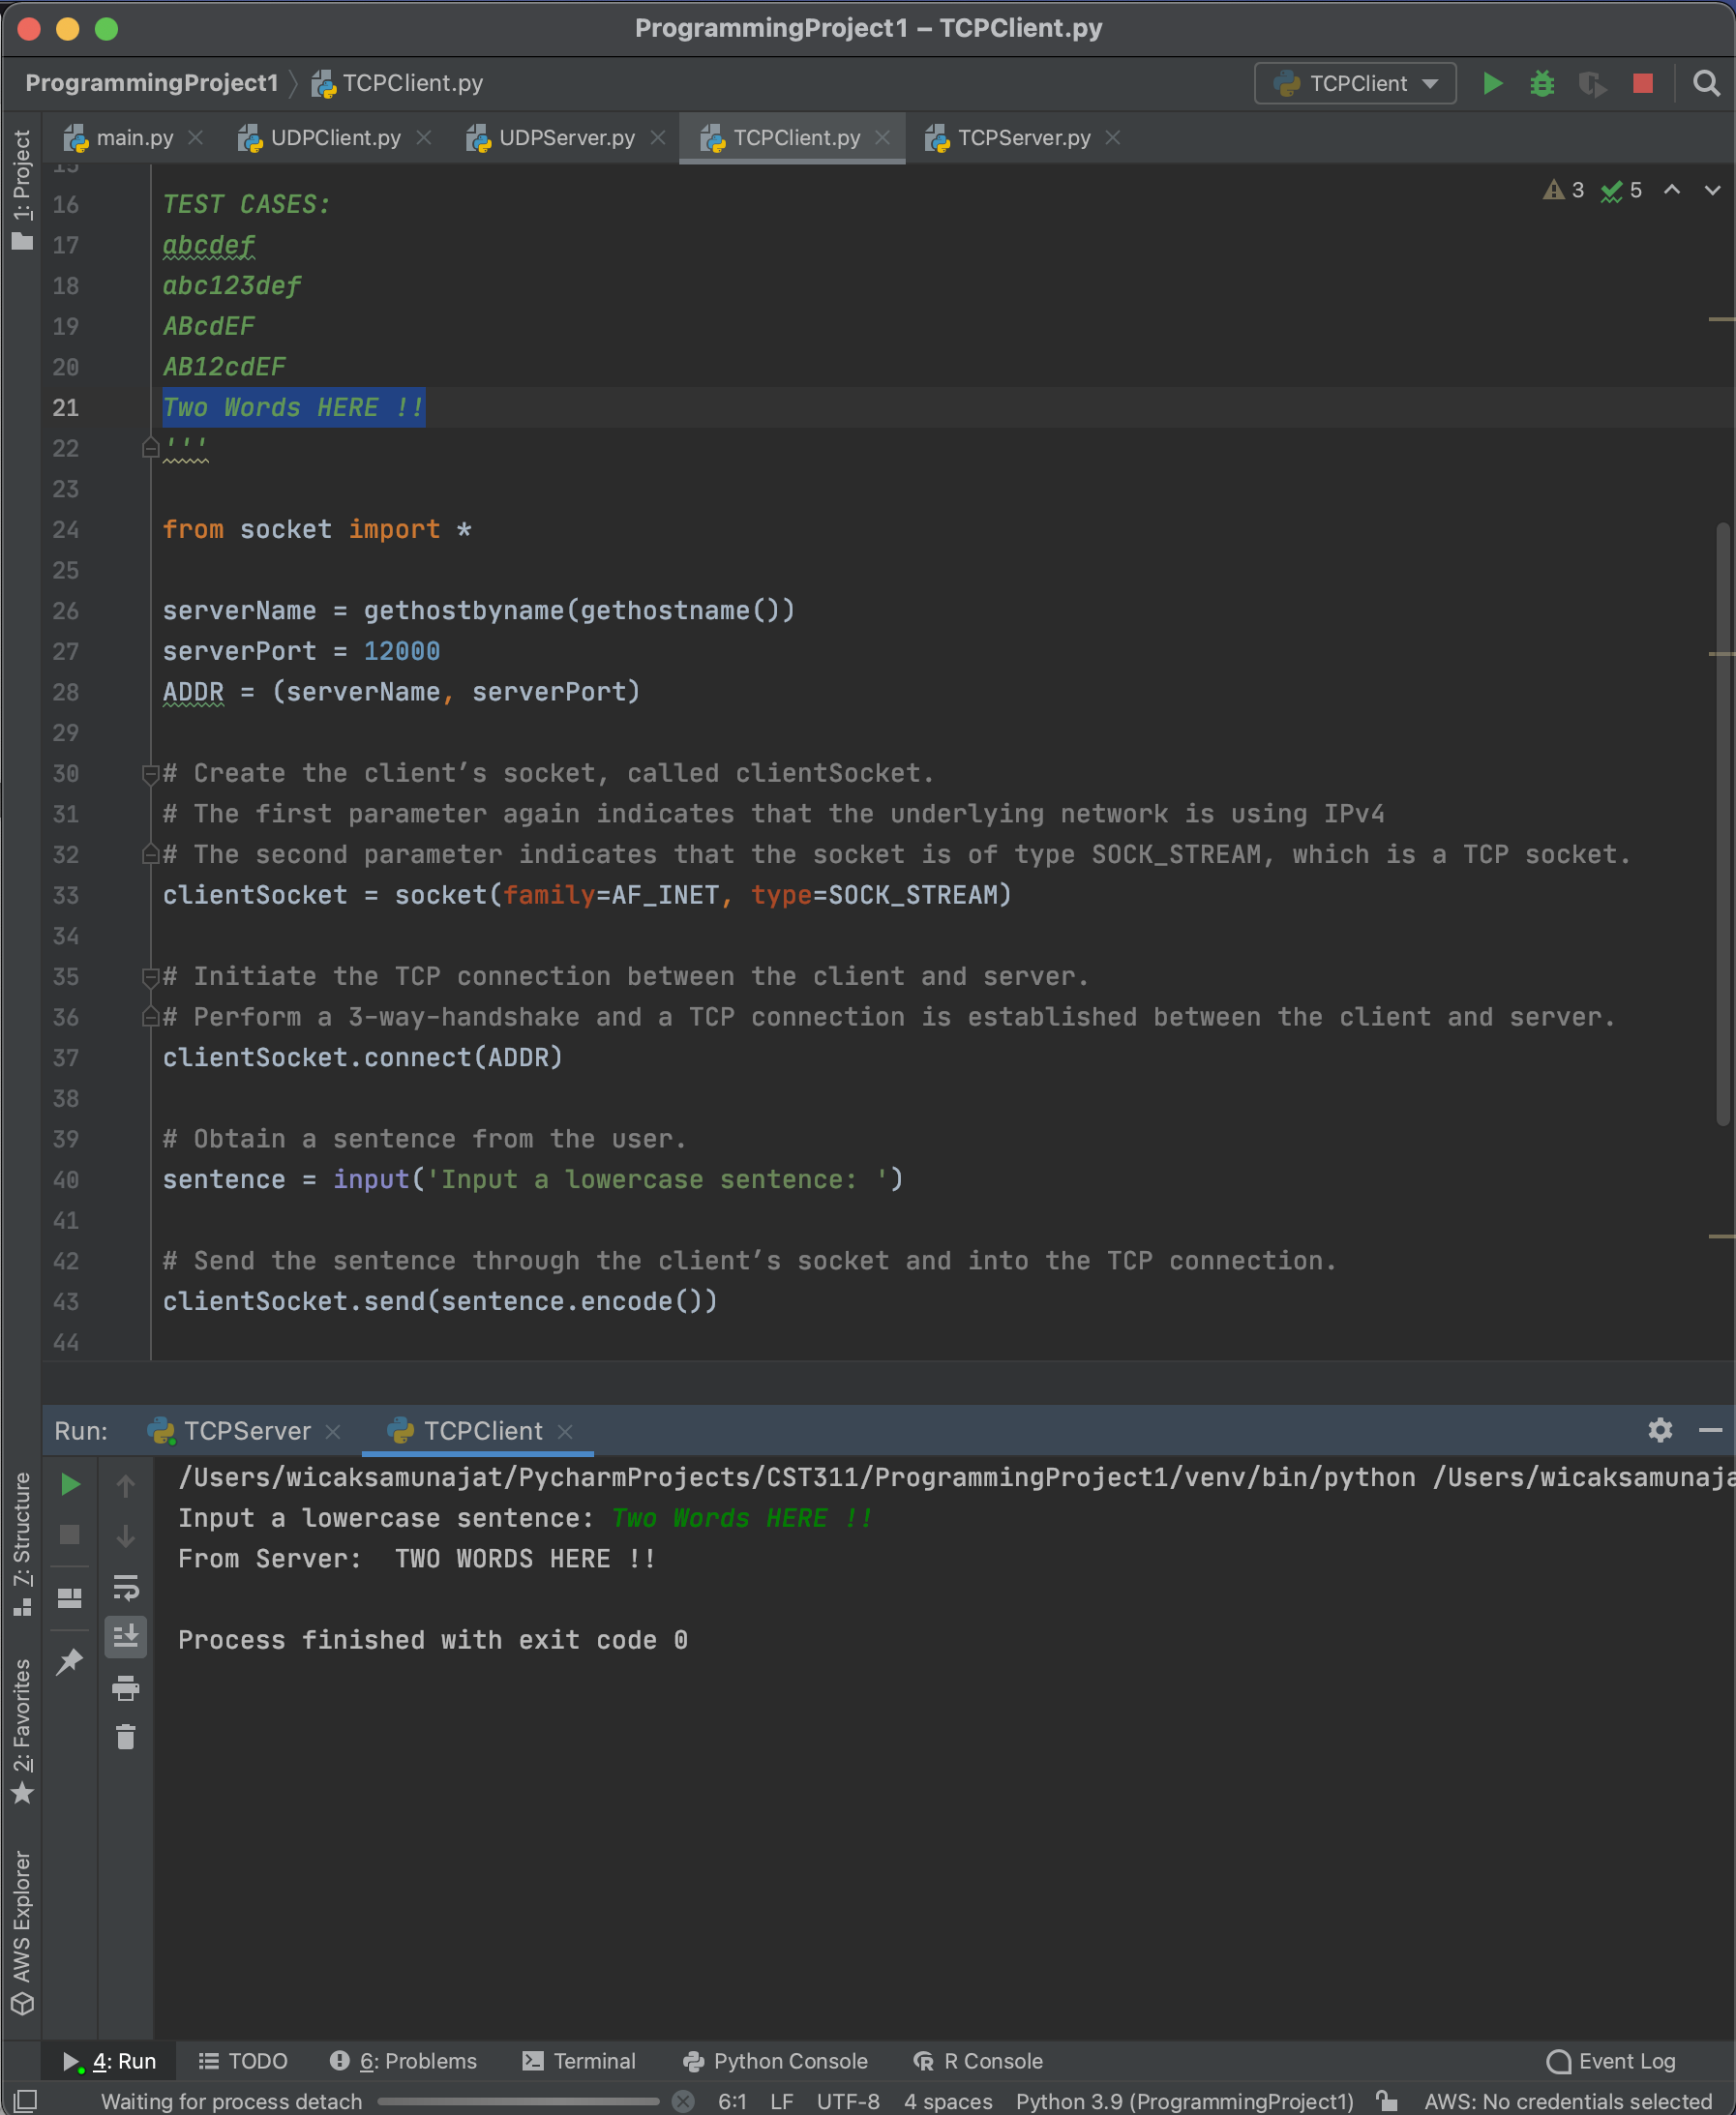 ProgrammingProject1 – TCPClient.py
ProgrammingProject1 TCPClient.py
TCPClient
main.py UDPClient.py UDPServer.py TCPClient.py TCPServer.py
1: Project
3 5
16 TEST CASES:
17 abcdef
18 abc123def
19 ABcdEF
20 AB12cdEF
21 Two Words HERE !!
22 '''
23
24 from socket import *
25
26 serverName = gethostbyname(gethostname())
27 serverPort = 12000
28 ADDR = (serverName, serverPort)
29
30 # Create the client’s socket, called clientSocket.
31 # The first parameter again indicates that the underlying network is using IPv4
32 # The second parameter indicates that the socket is of type SOCK_STREAM, which is a TCP socket.
33 clientSocket = socket(family=AF_INET, type=SOCK_STREAM)
34
35 # Initiate the TCP connection between the client and server.
36 # Perform a 3-way-handshake and a TCP connection is established between the client and server.
37 clientSocket.connect(ADDR)
38
39 # Obtain a sentence from the user.
40 sentence = input('Input a lowercase sentence: ')
41
42 # Send the sentence through the client’s socket and into the TCP connection.
43 clientSocket.send(sentence.encode())
44
Run: TCPServer TCPClient
/Users/wicaksamunajat/PycharmProjects/CST311/ProgrammingProject1/venv/bin/python /Users/wicaksamunaja
Input a lowercase sentence: Two Words HERE !!
From Server:  TWO WORDS HERE !!
Process finished with exit code 0
7: Structure
2: Favorites
AWS Explorer
4: Run TODO 6: Problems Terminal Python Console R Console Event Log
Waiting for process detach 6:1 LF UTF-8 4 spaces Python 3.9 (ProgrammingProject1) AWS: No credentials selected